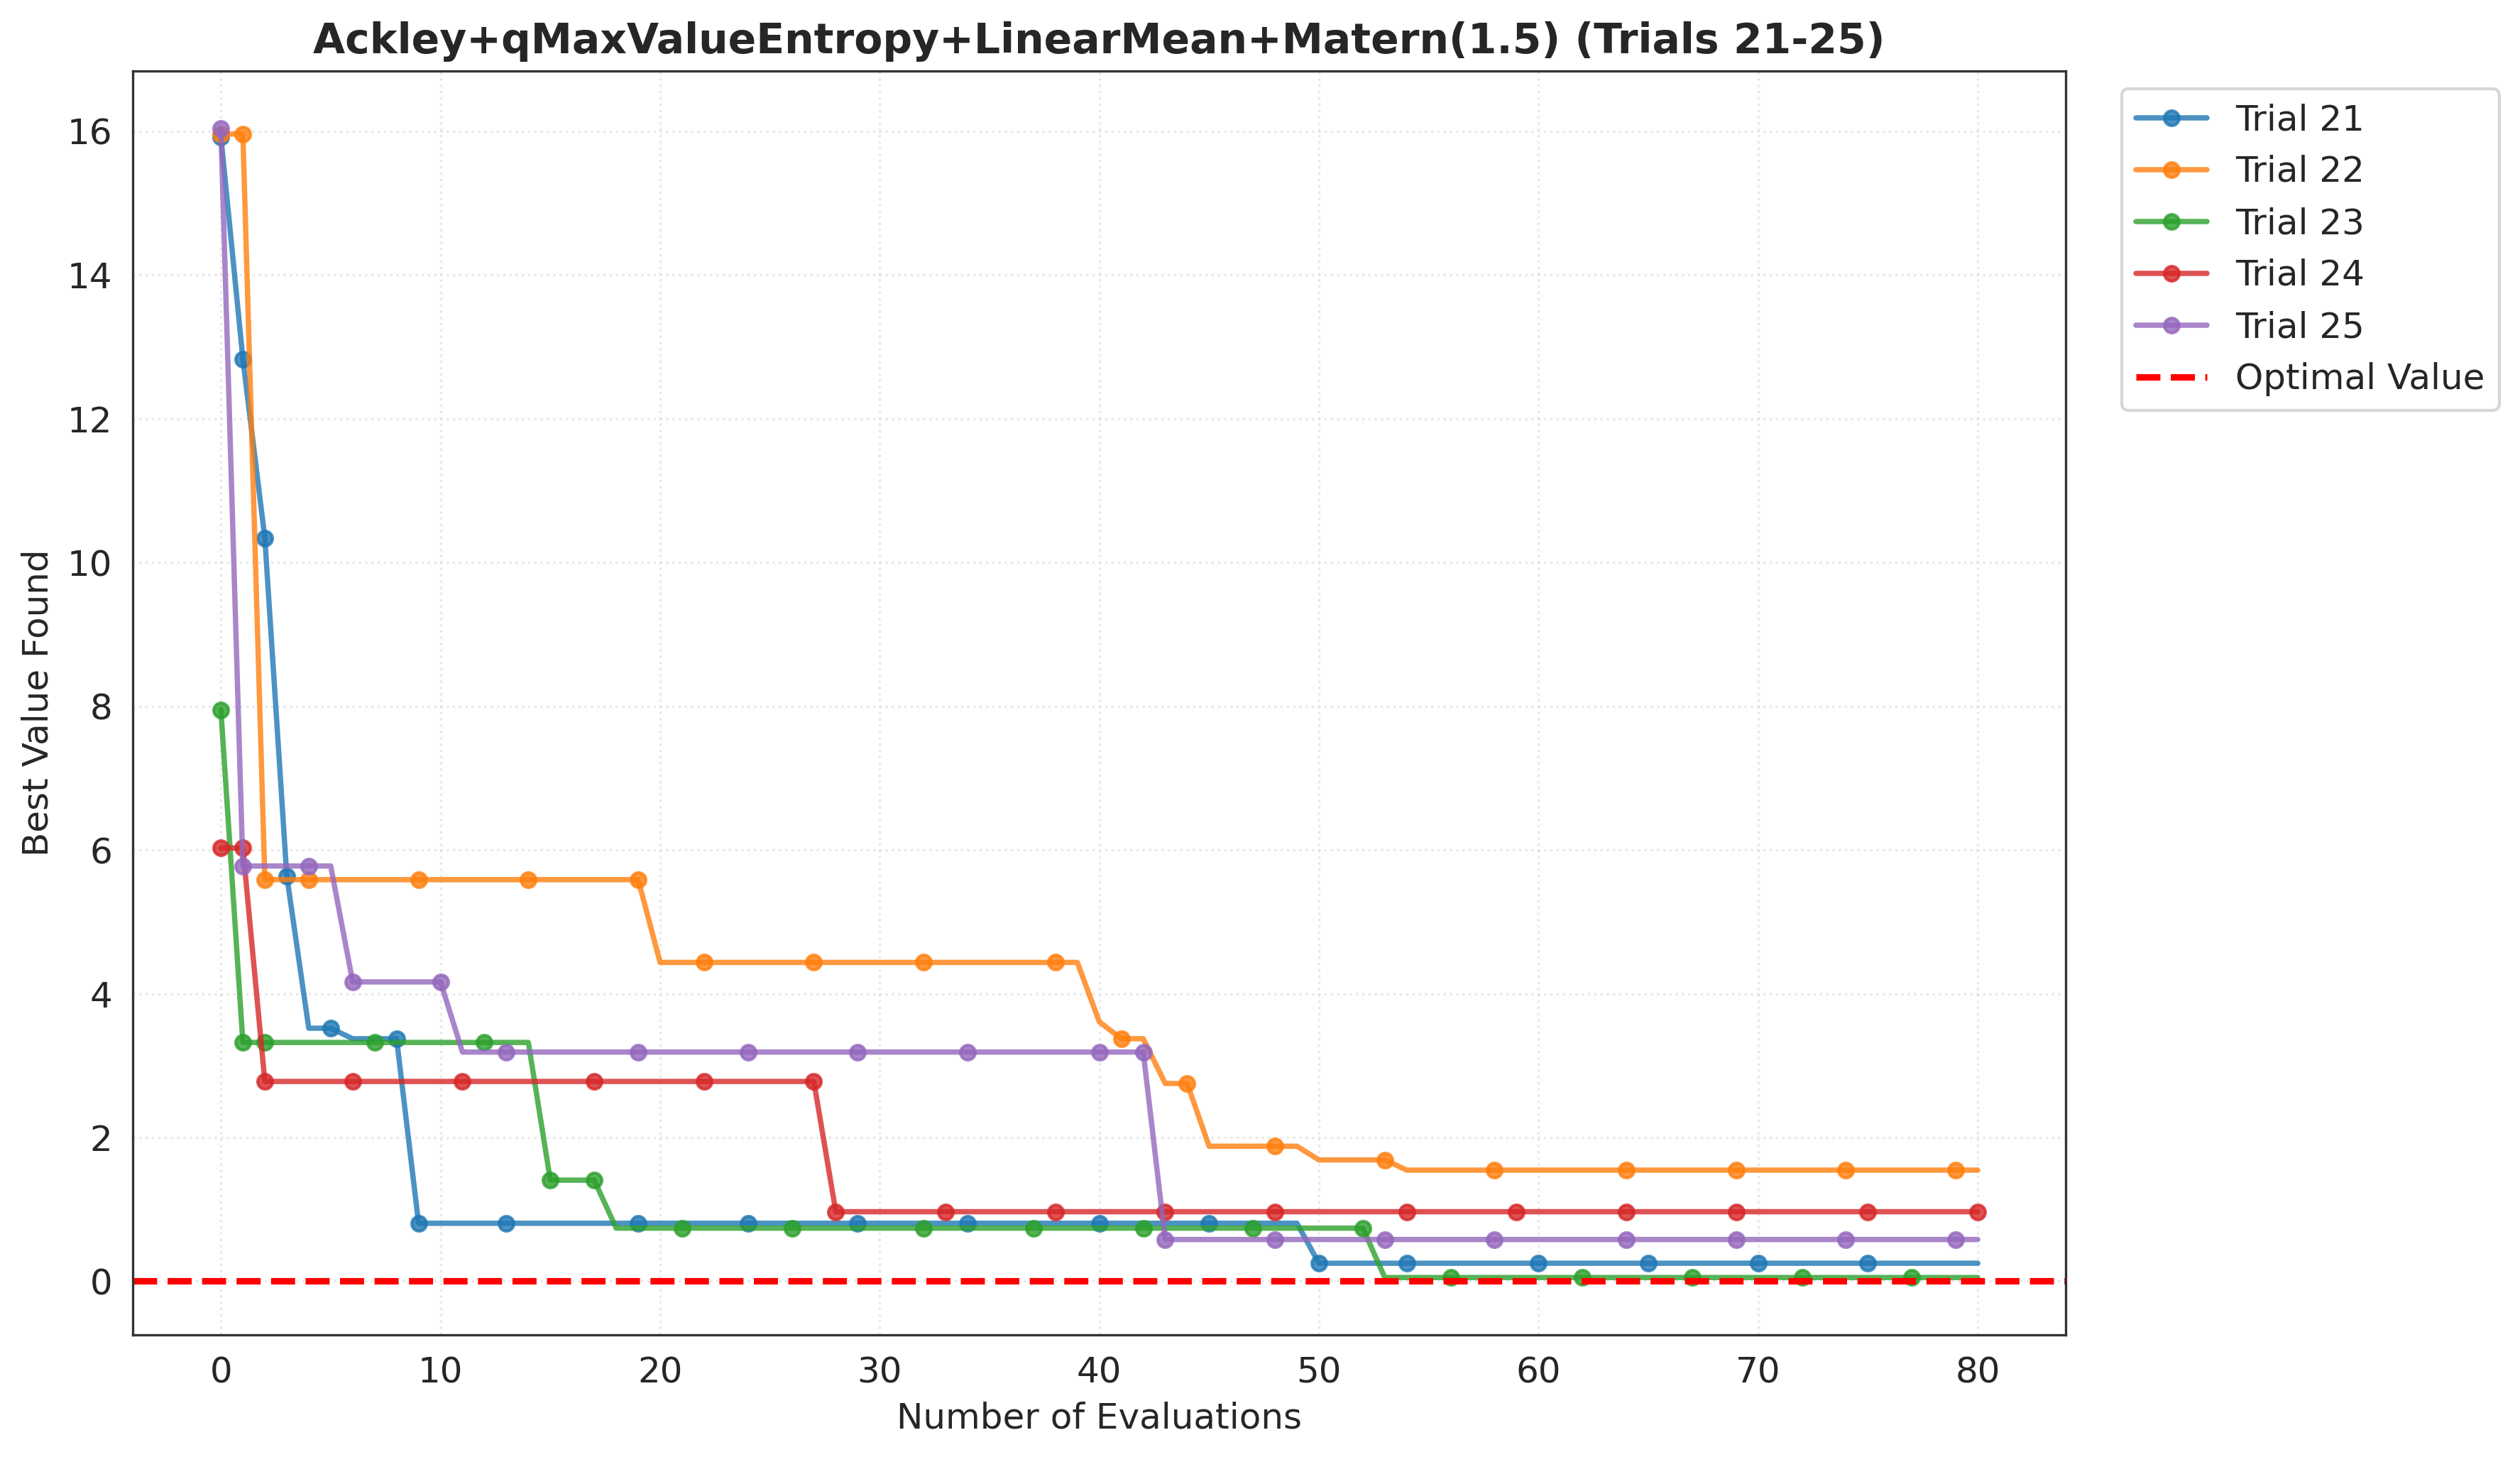 Ackley+qMaxValueEntropy+LinearMean+Matern(1.5) (Trials 21-25)
Best Value Found
16
14
12
10
8
6
4
2
0
0 10 20 30 40 50 60 70 80
Number of Evaluations
Trial 21
Trial 22
Trial 23
Trial 24
Trial 25
Optimal Value